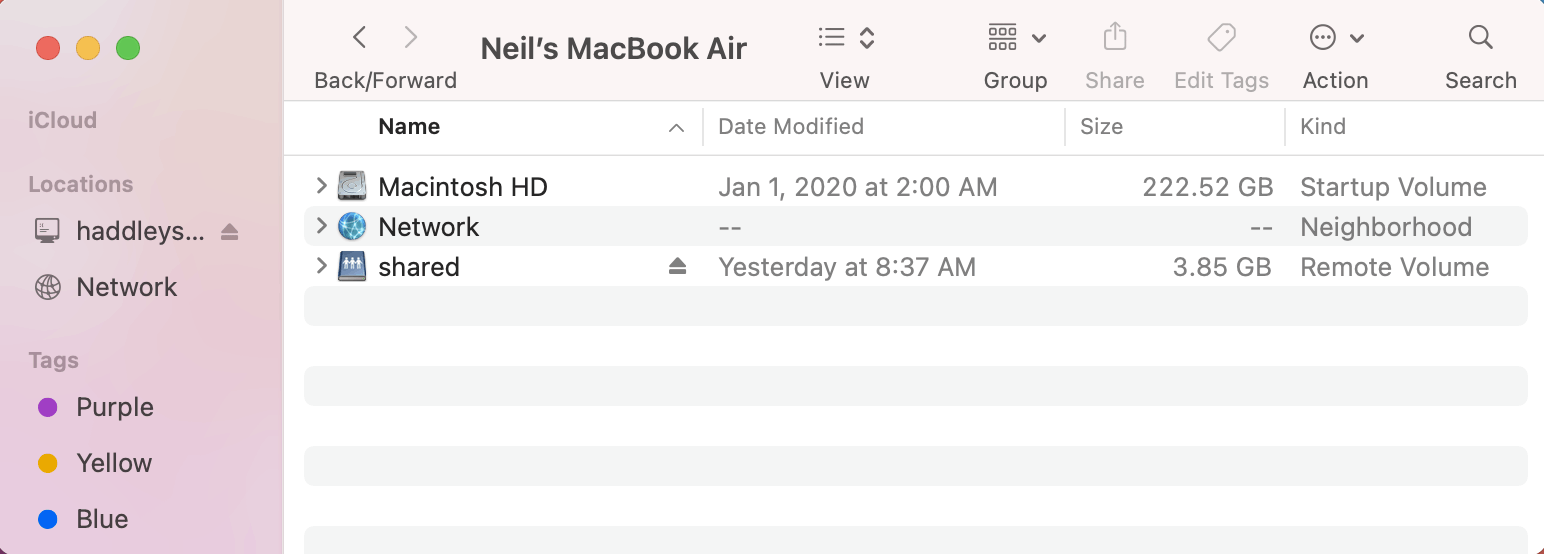 Neil's MacBook Air
Back/Forward
View
Group
Share
Edit Tags
Action
Search
iCloud
Locations
haddleys...
Network
Tags
Purple
Yellow
Blue
Name Date Modified Size Kind
Macintosh HD Jan 1, 2020 at 2:00 AM 222.52 GB Startup Volume
Network -- -- Neighborhood
shared Yesterday at 8:37 AM 3.85 GB Remote Volume